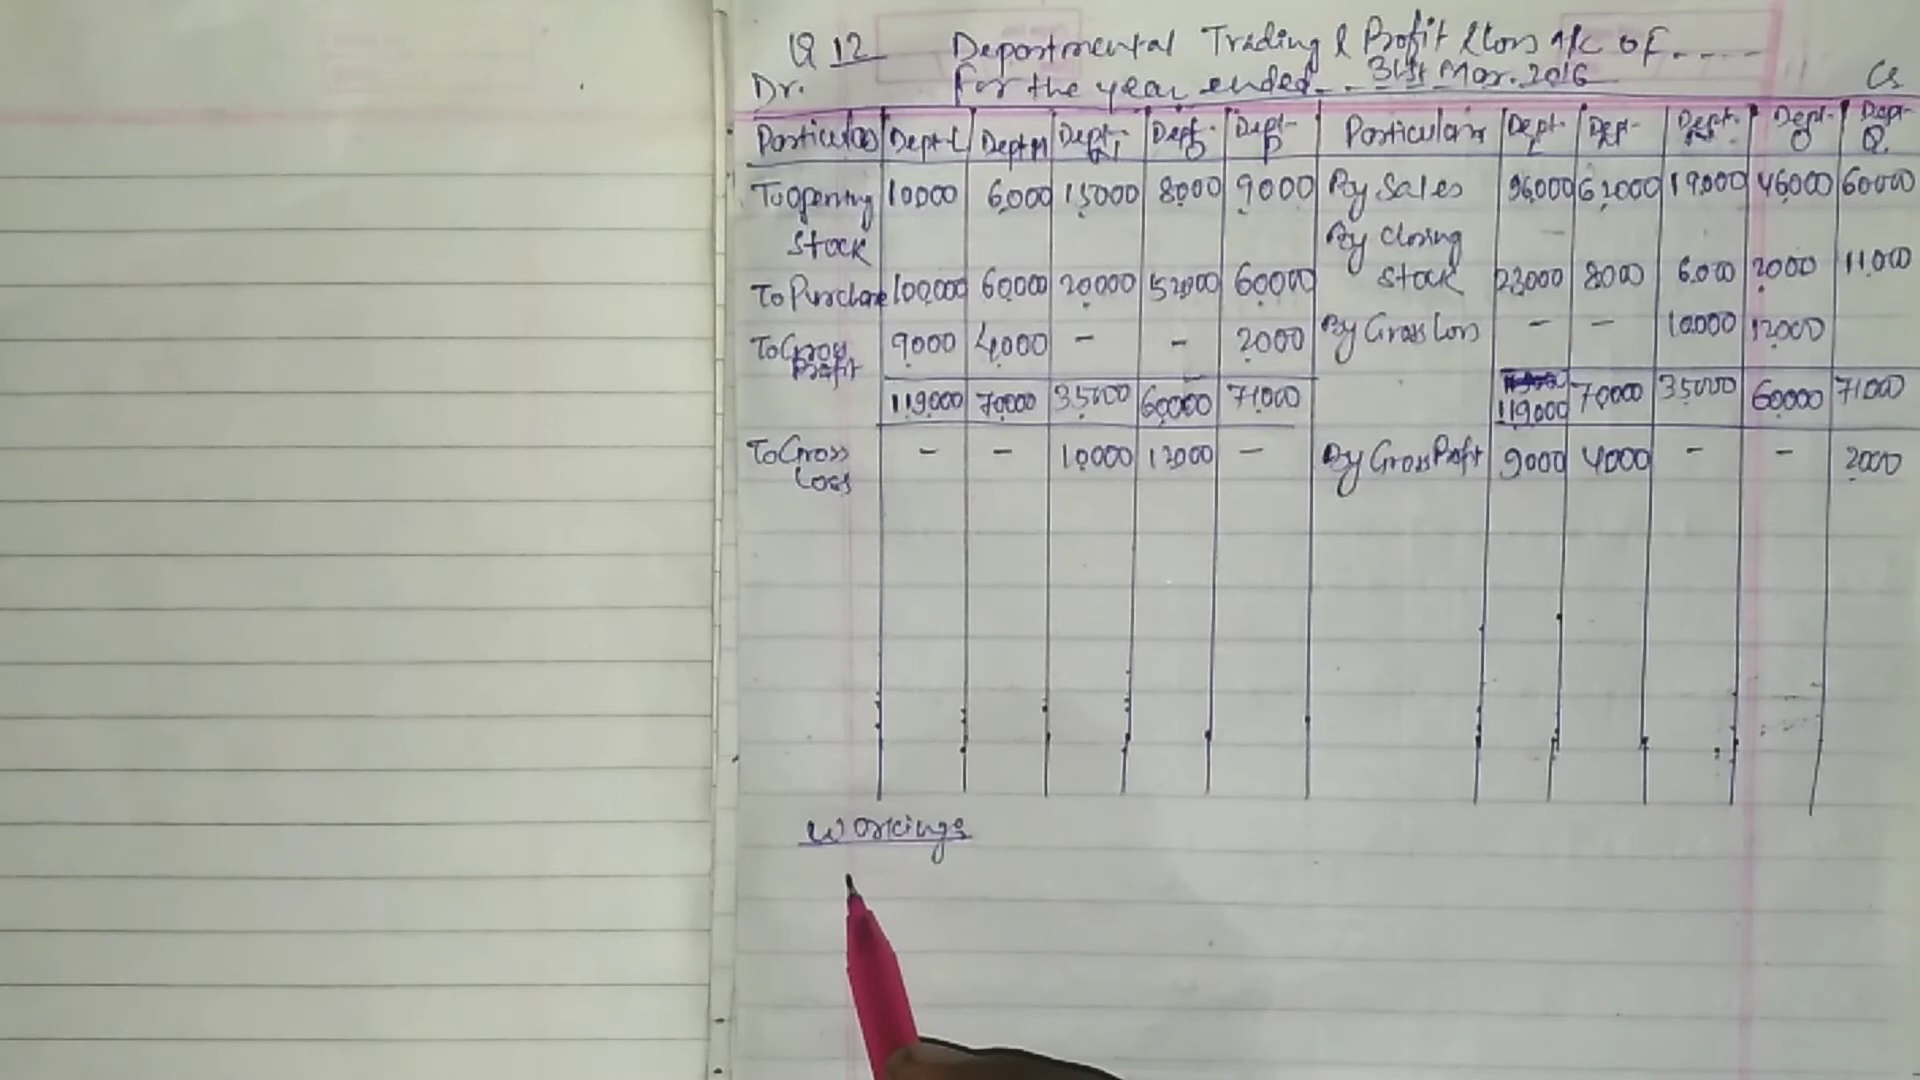 Q 12 Departmental Trading & Profit & Loss A/c of ....
Dr. For the year ended... 31st Mar. 2016 Cr
Particulars Dept-L Dept M Dept- N Dept- O Dept- P Particulars Dept- L Dept- M Dept- N Dept- O Dept- Q
To Opening 10000 6000 15000 8000 9000 By Sales 96000 62000 19000 46000 60000
Stock By Closing
To Purchase 100000 60000 20000 52000 60000 Stock 23000 8000 6000 2000 11000
To Gross Profit 9000 4000 - - 2000 By Gross Loss - - 10000 12000
119000 70000 35000 60000 71000 119000 70000 35000 60000 71000
To Gross - - 10000 12000 - By Gross Profit 9000 4000 - - 2000
Loss
Workings